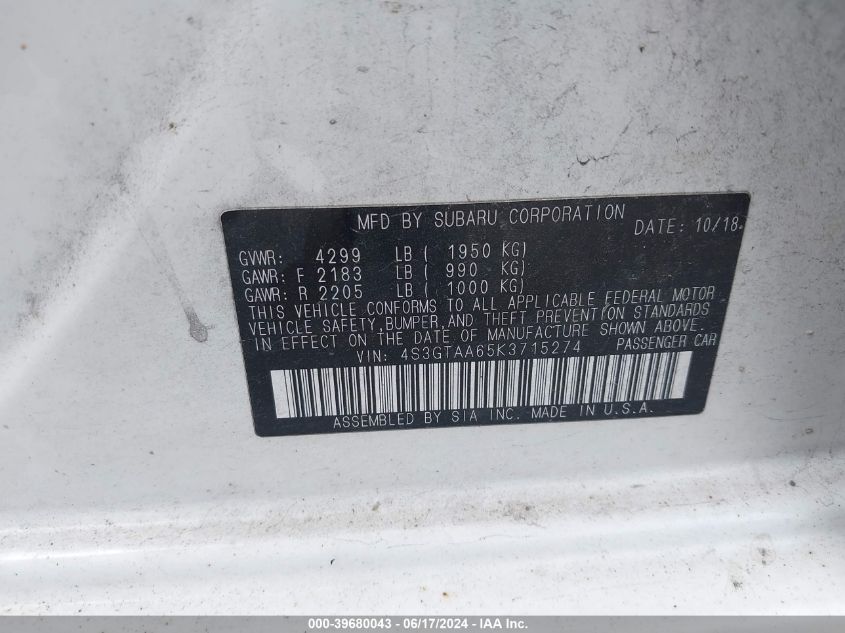 MFD BY SUBARU CORPORATION DATE: 10/18
GVWR: 4299 LB ( 1950 KG)
GAWR: F 2183 LB ( 990 KG)
GAWR: R 2205 LB ( 1000 KG)
THIS VEHICLE CONFORMS TO ALL APPLICABLE FEDERAL MOTOR
VEHICLE SAFETY, BUMPER, AND THEFT PREVENTION STANDARDS
IN EFFECT ON THE DATE OF MANUFACTURE SHOWN ABOVE.
VIN: 4S3GTAA65K3715274 PASSENGER CAR
ASSEMBLED BY SIA INC. MADE IN U.S.A.
000-39680043 - 06/17/2024 - IAA Inc.